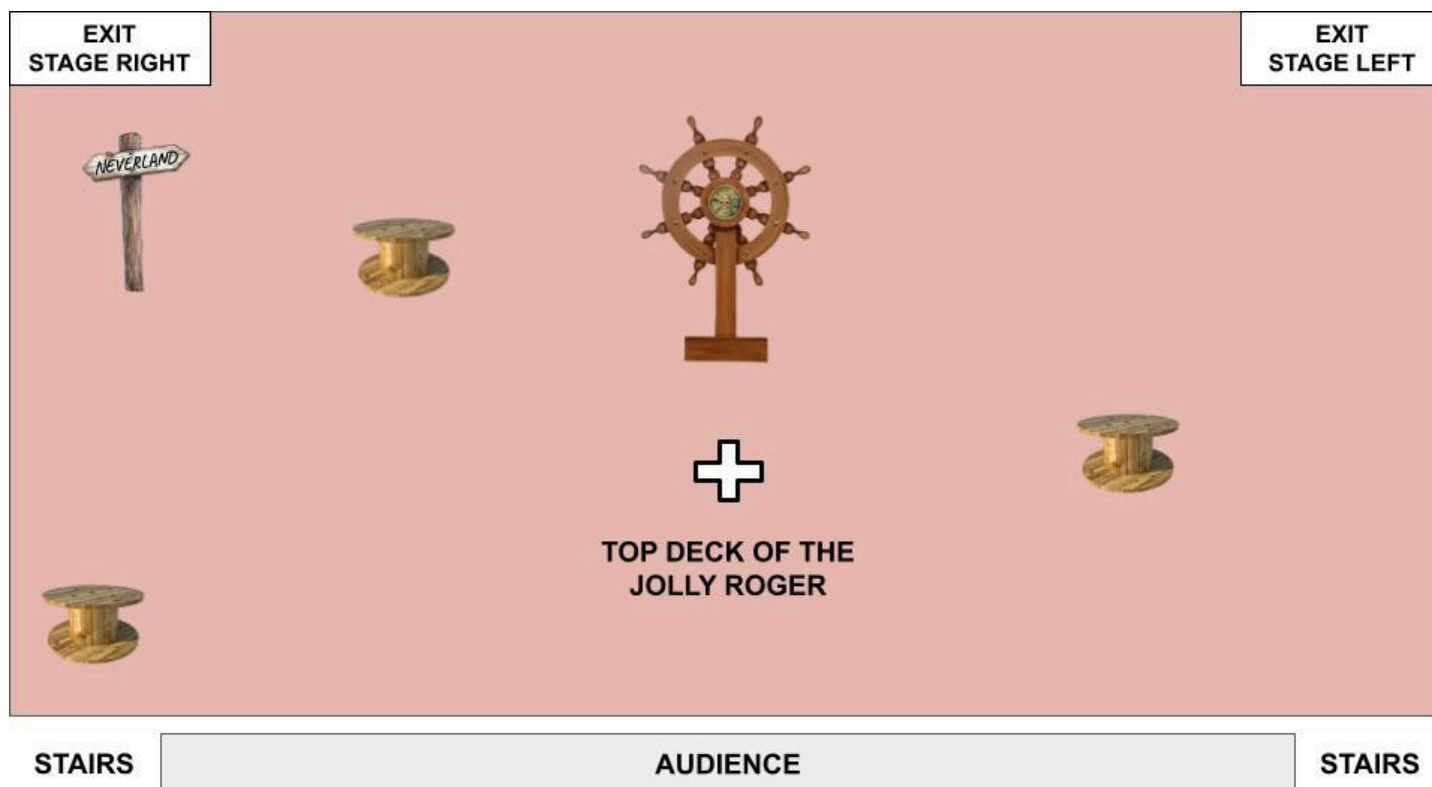 EXIT
STAGE RIGHT
EXIT
STAGE LEFT
NEVERLAND
TOP DECK OF THE
JOLLY ROGER
STAIRS
AUDIENCE
STAIRS